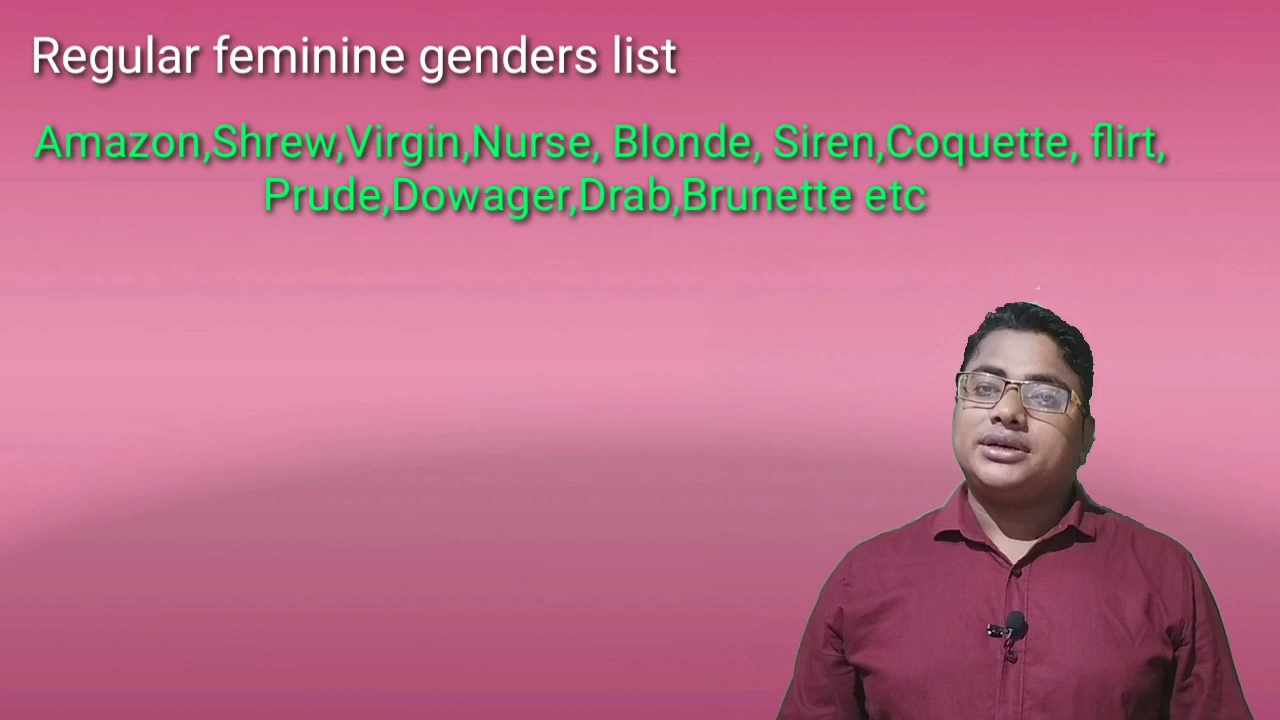 Regular feminine genders list
Amazon,Shrew,Virgin,Nurse, Blonde, Siren,Coquette, flirt,
Prude,Dowager,Drab,Brunette etc